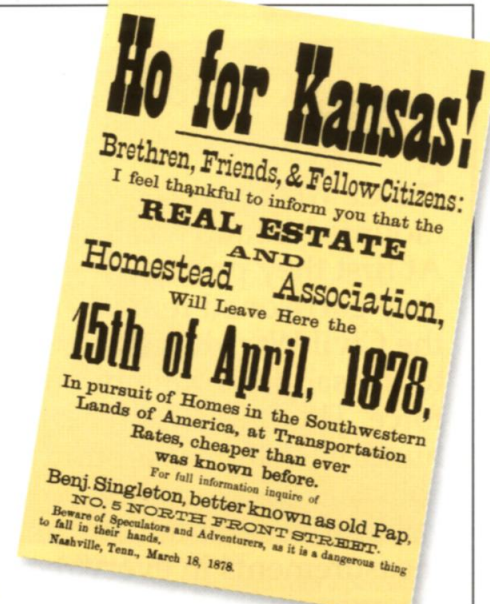 Ho for Kansas!
Brethren, Friends, & Fellow Citizens:
I feel thankful to inform you that the
REAL ESTATE
AND
Homestead Association,
Will Leave Here the
15th of April, 1878,
In pursuit of Homes in the Southwestern
Lands of America, at Transportation
Rates, cheaper than ever
was known before.
For full information inquire of
Benj. Singleton, better known as old Pap,
NO. 5 NORTH FRONT STREET.
Beware of Speculators and Adventurers, as it is a dangerous thing
to fall in their hands.
Nashville, Tenn., March 18, 1878.